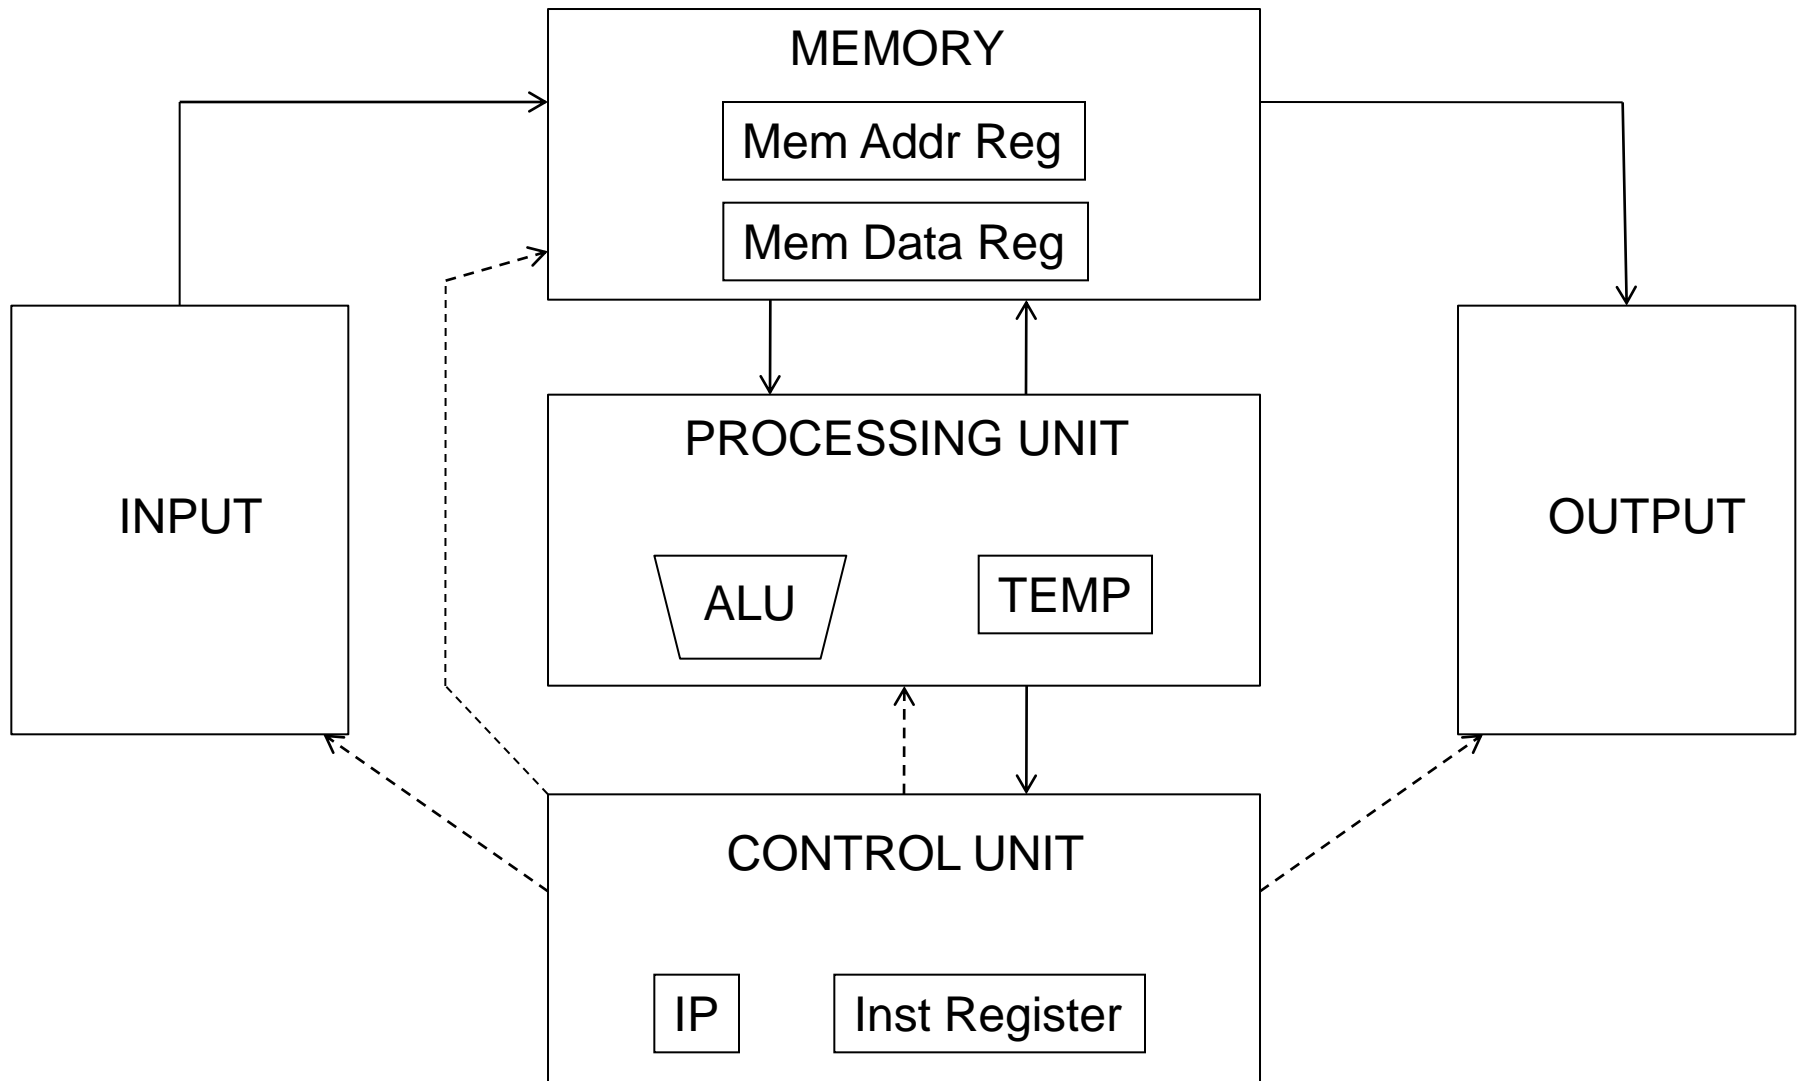 MEMORY
Mem Addr Reg
Mem Data Reg
INPUT
PROCESSING UNIT
ALU
TEMP
OUTPUT
CONTROL UNIT
IP
Inst Register